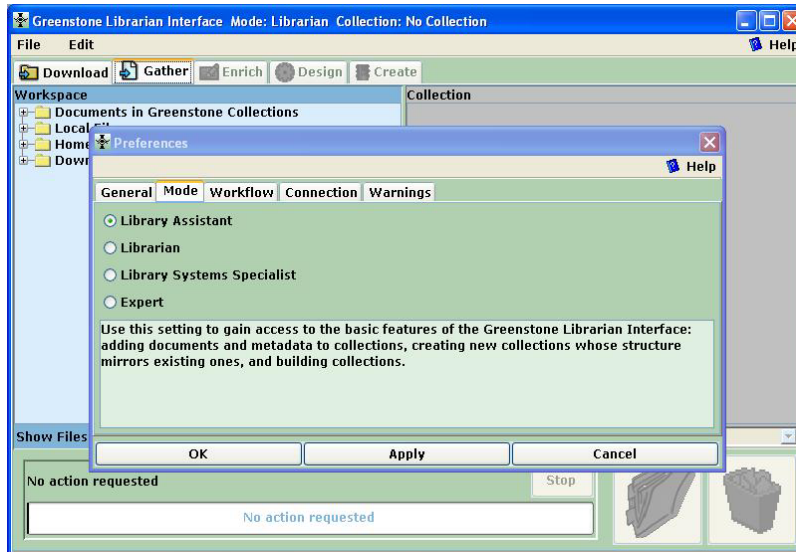 Greenstone Librarian Interface Mode: Librarian Collection: No Collection
File Edit Help
Download Gather Enrich Design Create
Workspace Collection
Documents in Greenstone Collections
Local
Home
Down
Preferences
Help
General Mode Workflow Connection Warnings
Library Assistant
Librarian
Library Systems Specialist
Expert
Use this setting to gain access to the basic features of the Greenstone Librarian Interface:
adding documents and metadata to collections, creating new collections whose structure
mirrors existing ones, and building collections.
Show Files
OK Apply Cancel
No action requested Stop
No action requested